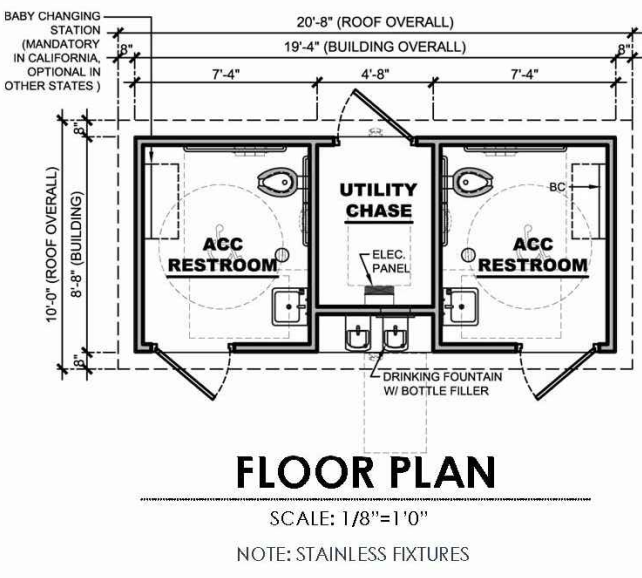 BABY CHANGING
STATION
(MANDATORY
IN CALIFORNIA,
OPTIONAL IN
OTHER STATES )
20'-8" (ROOF OVERALL)
8"
19'-4" (BUILDING OVERALL)
8"
7'-4"
4'-8"
7'-4"
8"
10'-0" (ROOF OVERALL)
8'-8" (BUILDING)
8"
UTILITY
CHASE
BC
ACC
RESTROOM
ELEC.
PANEL
ACC
RESTROOM
DRINKING FOUNTAIN
W/ BOTTLE FILLER
FLOOR PLAN
SCALE: 1/8”=1’0”
NOTE: STAINLESS FIXTURES